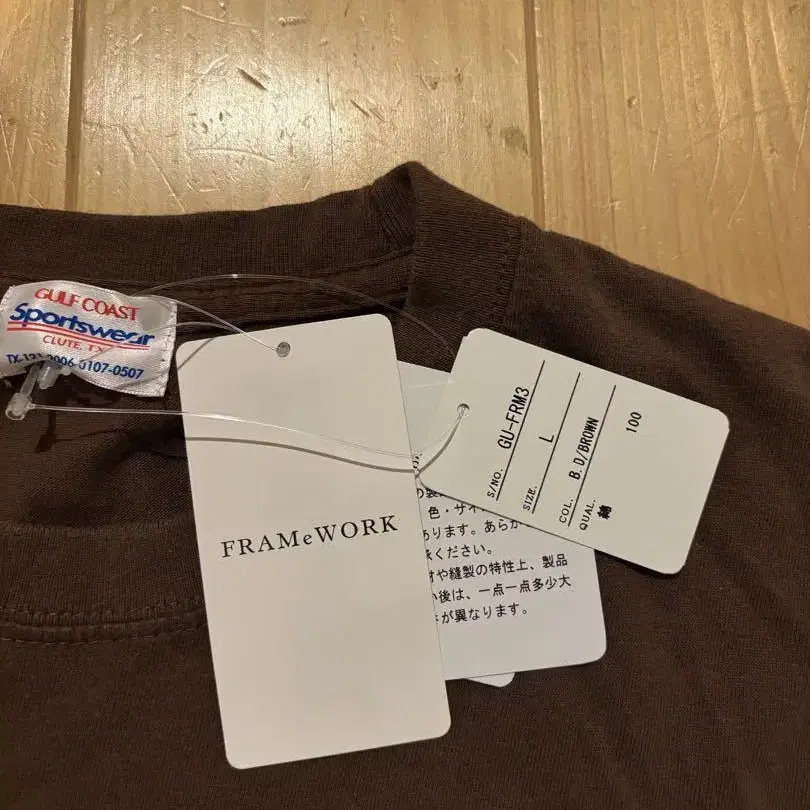 GULF COAST
Sportswear
CLUTE, TX
FRAMeWORK
S/NO. GU-FRM3
SIZE. L
COL. B.D/BROWN
QUAL. 綿 100
色・サイ
あります。あらか
承ください。
や縫製の特性上、製品
い後は、一点一点多少大
が異なります。